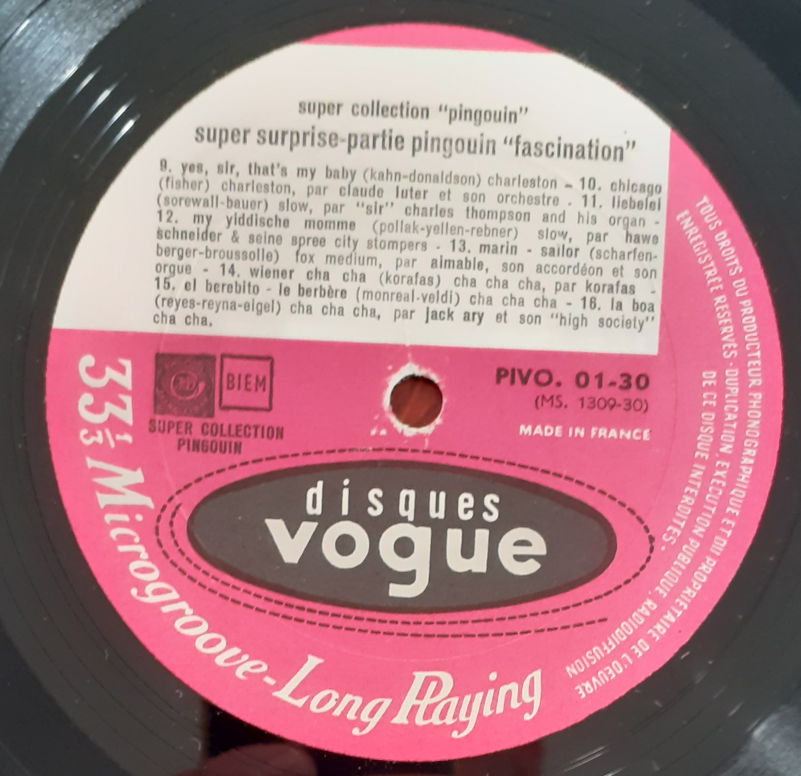 super collection "pingouin"
super surprise-partie pingouin "fascination"
9. yes, sir, that's my baby (kahn-donaldson) charleston - 10. chicago
(fisher) charleston, par claude luter et son orchestre - 11. liebelei
(sorewall-bauer) slow, par "sir" charles thompson and his organ -
12. my yiddische momme (pollak-yellen-rebner) slow, par hawe
schneider & seine spree city stompers - 13. marin - sailor (scharfen-
berger-broussolle) fox medium, par aimable, son accordéon et son
orgue - 14. wiener cha cha (korafas) cha cha cha, par korafas -
15. el berebito - le berbère (monreal-veldi) cha cha cha - 16. la boa
(reyes-reyna-eigel) cha cha cha, par jack ary et son "high society"
cha cha.
BIEM
SUPER COLLECTION
PINGOUIN
PIVO. 01-30
(MS. 1309-30)
MADE IN FRANCE
disques
vogue
33 1/3 Microgroove-Long Playing
TOUS DROITS DU PRODUCTEUR PHONOGRAPHIQUE ET DU PROPRIETAIRE DE L'OEUVRE
ENREGISTRÉE RESERVÉS - DUPLICATION, EXECUTION PUBLIQUE, RADIODIFFUSION
DE CE DISQUE INTERDITES.